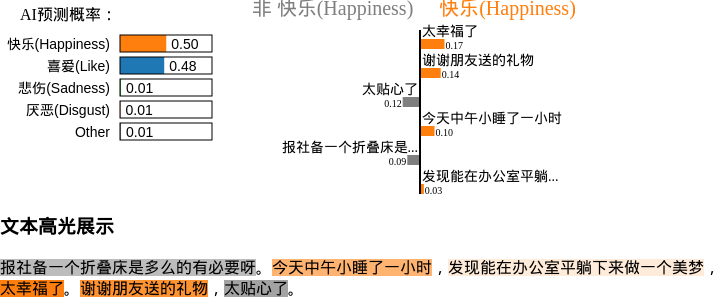 AI预测概率：
快乐(Happiness) 0.50
喜爱(Like) 0.48
悲伤(Sadness) 0.01
厌恶(Disgust) 0.01
Other 0.01
非 快乐(Happiness) 快乐(Happiness)
太幸福了
0.17
谢谢朋友送的礼物
0.14
太贴心了
0.12
今天中午小睡了一小时
0.10
报社备一个折叠床是...
0.09
发现能在办公室平躺...
0.03
文本高光展示
报社备一个折叠床是多么的有必要呀。今天中午小睡了一小时，发现能在办公室平躺下来做一个美梦，
太幸福了。谢谢朋友送的礼物，太贴心了。